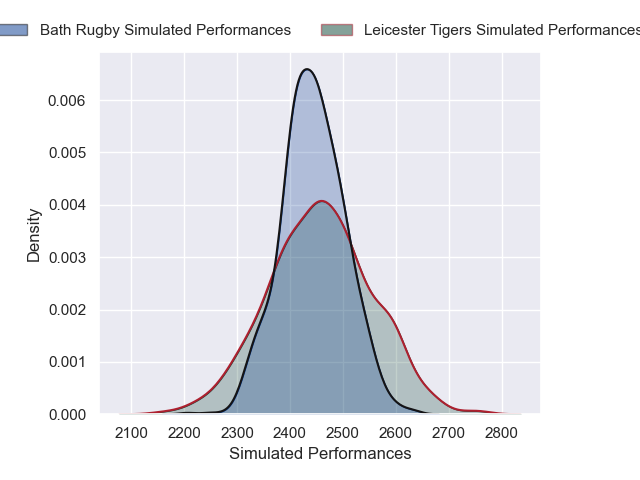 Bath Rugby Simulated Performances Leicester Tigers Simulated Performances
0.006
0.005
0.004
0.003
0.002
0.001
0.000
Density
2100 2200 2300 2400 2500 2600 2700 2800
Simulated Performances